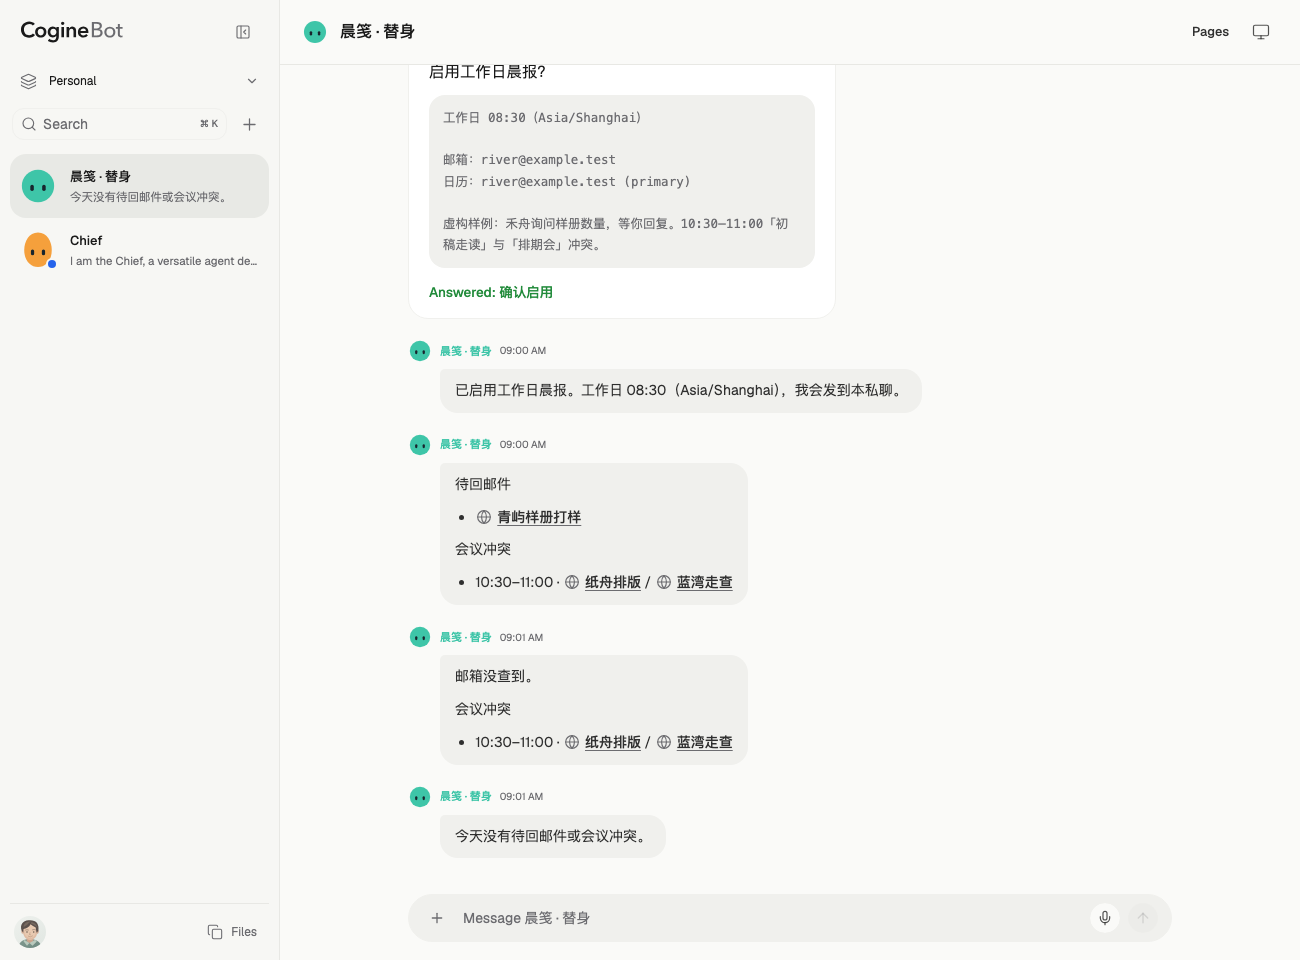 CogineBot
Personal
Search ⌘ K
晨笺 · 替身
今天没有待回邮件或会议冲突。
Chief
I am the Chief, a versatile agent de...
Files
晨笺 · 替身
Pages
启用工作日晨报?
工作日 08:30 (Asia/Shanghai)
邮箱: river@example.test
日历: river@example.test (primary)
虚构样例: 禾舟询问样册数量, 等你回复。10:30–11:00「初
稿走读」与「排期会」冲突。
Answered: 确认启用
晨笺 · 替身 09:00 AM
已启用工作日晨报。工作日 08:30 (Asia/Shanghai), 我会发到本私聊。
晨笺 · 替身 09:00 AM
待回邮件
• 青屿样册打样
会议冲突
• 10:30–11:00 · 纸舟排版 / 蓝湾走查
晨笺 · 替身 09:01 AM
邮箱没查到。
会议冲突
• 10:30–11:00 · 纸舟排版 / 蓝湾走查
晨笺 · 替身 09:01 AM
今天没有待回邮件或会议冲突。
Message 晨笺 · 替身